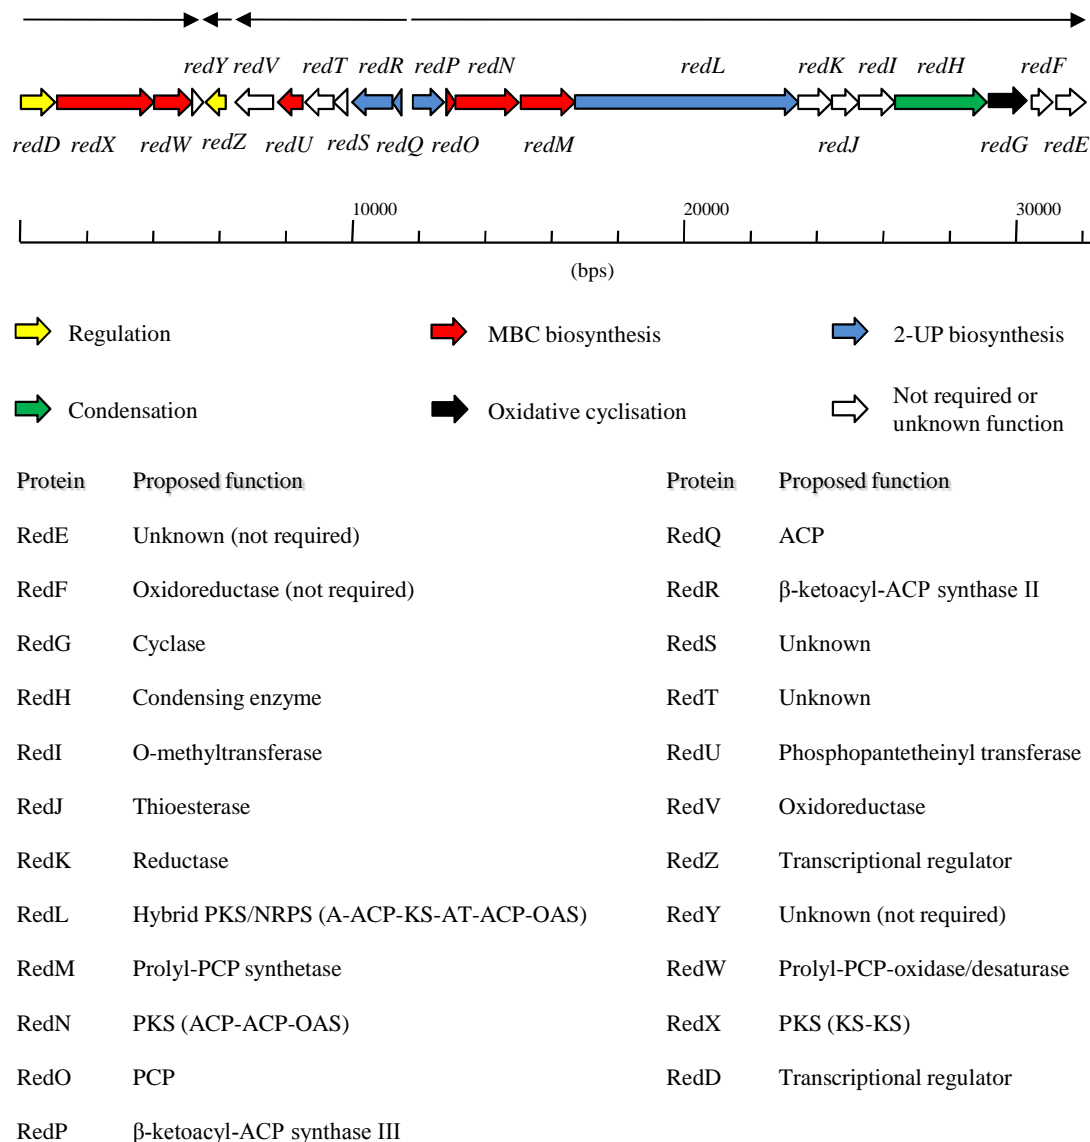 redY redV redT redR redP redN redL redK redI redH redF
redD redX redW redZ redU redS redQ redO redM redJ redG redE
10000 20000 30000
(bps)
Regulation MBC biosynthesis 2-UP biosynthesis
Condensation Oxidative cyclisation Not required or
unknown function
Protein Proposed function Protein Proposed function
RedE Unknown (not required) RedQ ACP
RedF Oxidoreductase (not required) RedR β-ketoacyl-ACP synthase II
RedG Cyclase RedS Unknown
RedH Condensing enzyme RedT Unknown
RedI O-methyltransferase RedU Phosphopantetheinyl transferase
RedJ Thioesterase RedV Oxidoreductase
RedK Reductase RedZ Transcriptional regulator
RedL Hybrid PKS/NRPS (A-ACP-KS-AT-ACP-OAS) RedY Unknown (not required)
RedM Prolyl-PCP synthetase RedW Prolyl-PCP-oxidase/desaturase
RedN PKS (ACP-ACP-OAS) RedX PKS (KS-KS)
RedO PCP RedD Transcriptional regulator
RedP β-ketoacyl-ACP synthase III